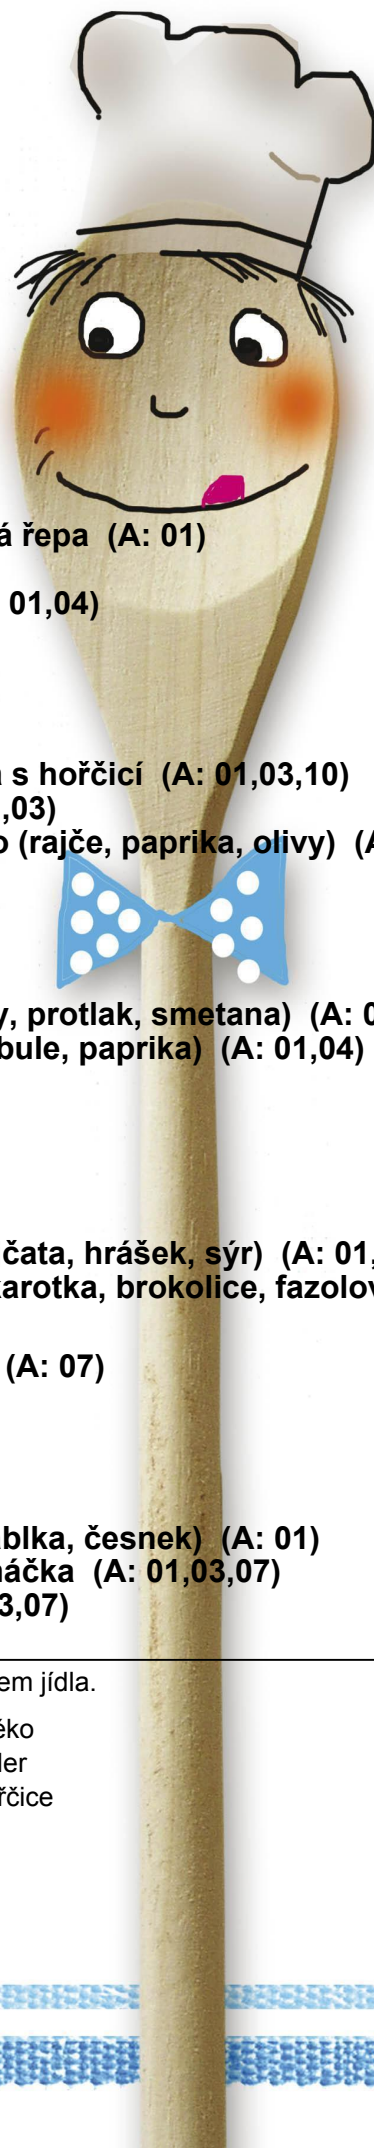 á řepa (A: 01)
01,04)
s hořčicí (A: 01,03,10)
,03)
(rajče, paprika, olivy) (A
, protlak, smetana) (A: 0
bule, paprika) (A: 01,04)
čata, hrášek, sýr) (A: 01,
karotka, brokolice, fazolov
(A: 07)
blka, česnek) (A: 01)
náčka (A: 01,03,07)
3,07)
em jídla.
éko
ler
řčice